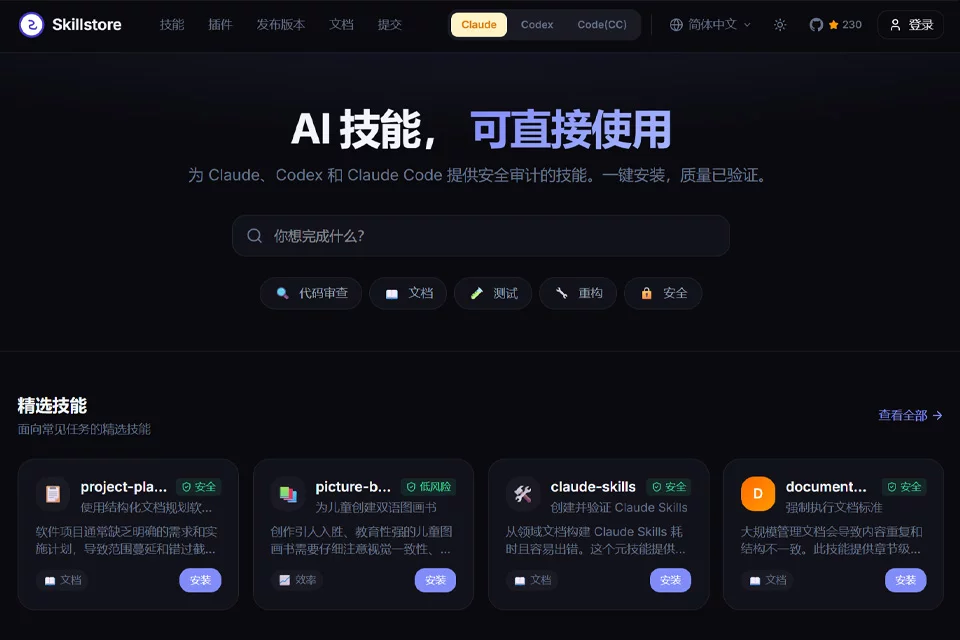 Skillstore
技能 插件 发布版本 文档 提交
Claude Codex Code(CC)
简体中文
230
登录
AI 技能， 可直接使用
为 Claude、Codex 和 Claude Code 提供安全审计的技能。一键安装，质量已验证。
你想完成什么?
代码审查 文档 测试 重构 安全
精选技能
面向常见任务的精选技能
查看全部 →
project-pla... 安全
使用结构化文档规划软...
软件项目通常缺乏明确的需求和实
施计划，导致范围蔓延和错过截...
文档 安装
picture-b... 低风险
为儿童创建双语图画书
创作引人入胜、教育性强的儿童图
画书需要仔细注意视觉一致性、...
效率 安装
claude-skills 安全
创建并验证 Claude Skills
从领域文档构建 Claude Skills 耗
时且容易出错。这个元技能提供...
文档 安装
D
document... 安全
强制执行文档标准
大规模管理文档会导致内容重复和
结构不一致。此技能提供章节级...
文档 安装